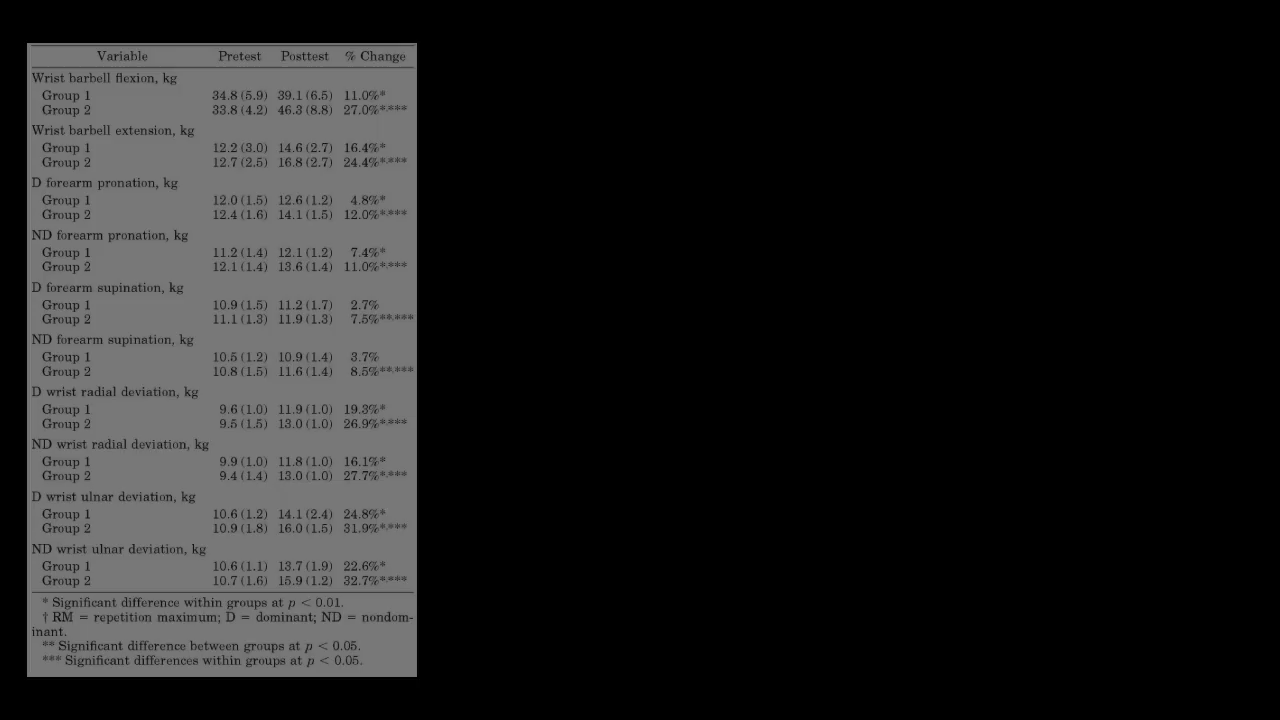 Variable Pretest Posttest % Change
Wrist barbell flexion, kg
Group 1 34.8 (5.9) 39.1 (6.5) 11.0%*
Group 2 33.8 (4.2) 46.3 (8.8) 27.0%*,***
Wrist barbell extension, kg
Group 1 12.2 (3.0) 14.6 (2.7) 16.4%*
Group 2 12.7 (2.5) 16.8 (2.7) 24.4%*,***
D forearm pronation, kg
Group 1 12.0 (1.5) 12.6 (1.2) 4.8%*
Group 2 12.4 (1.6) 14.1 (1.5) 12.0%*,***
ND forearm pronation, kg
Group 1 11.2 (1.4) 12.1 (1.2) 7.4%*
Group 2 12.1 (1.4) 13.6 (1.4) 11.0%*,***
D forearm supination, kg
Group 1 10.9 (1.5) 11.2 (1.7) 2.7%
Group 2 11.1 (1.3) 11.9 (1.3) 7.5%**,***
ND forearm supination, kg
Group 1 10.5 (1.2) 10.9 (1.4) 3.7%
Group 2 10.8 (1.5) 11.6 (1.4) 8.5%**,***
D wrist radial deviation, kg
Group 1 9.6 (1.0) 11.9 (1.0) 19.3%*
Group 2 9.5 (1.5) 13.0 (1.0) 26.9%*,***
ND wrist radial deviation, kg
Group 1 9.9 (1.0) 11.8 (1.0) 16.1%*
Group 2 9.4 (1.4) 13.0 (1.0) 27.7%*,***
D wrist ulnar deviation, kg
Group 1 10.6 (1.2) 14.1 (2.4) 24.8%*
Group 2 10.9 (1.8) 16.0 (1.5) 31.9%*,***
ND wrist ulnar deviation, kg
Group 1 10.6 (1.1) 13.7 (1.9) 22.6%*
Group 2 10.7 (1.6) 15.9 (1.2) 32.7%*,***
* Significant difference within groups at p < 0.01.
† RM = repetition maximum; D = dominant; ND = nondom-
inant.
** Significant difference between groups at p < 0.05.
*** Significant differences within groups at p < 0.05.